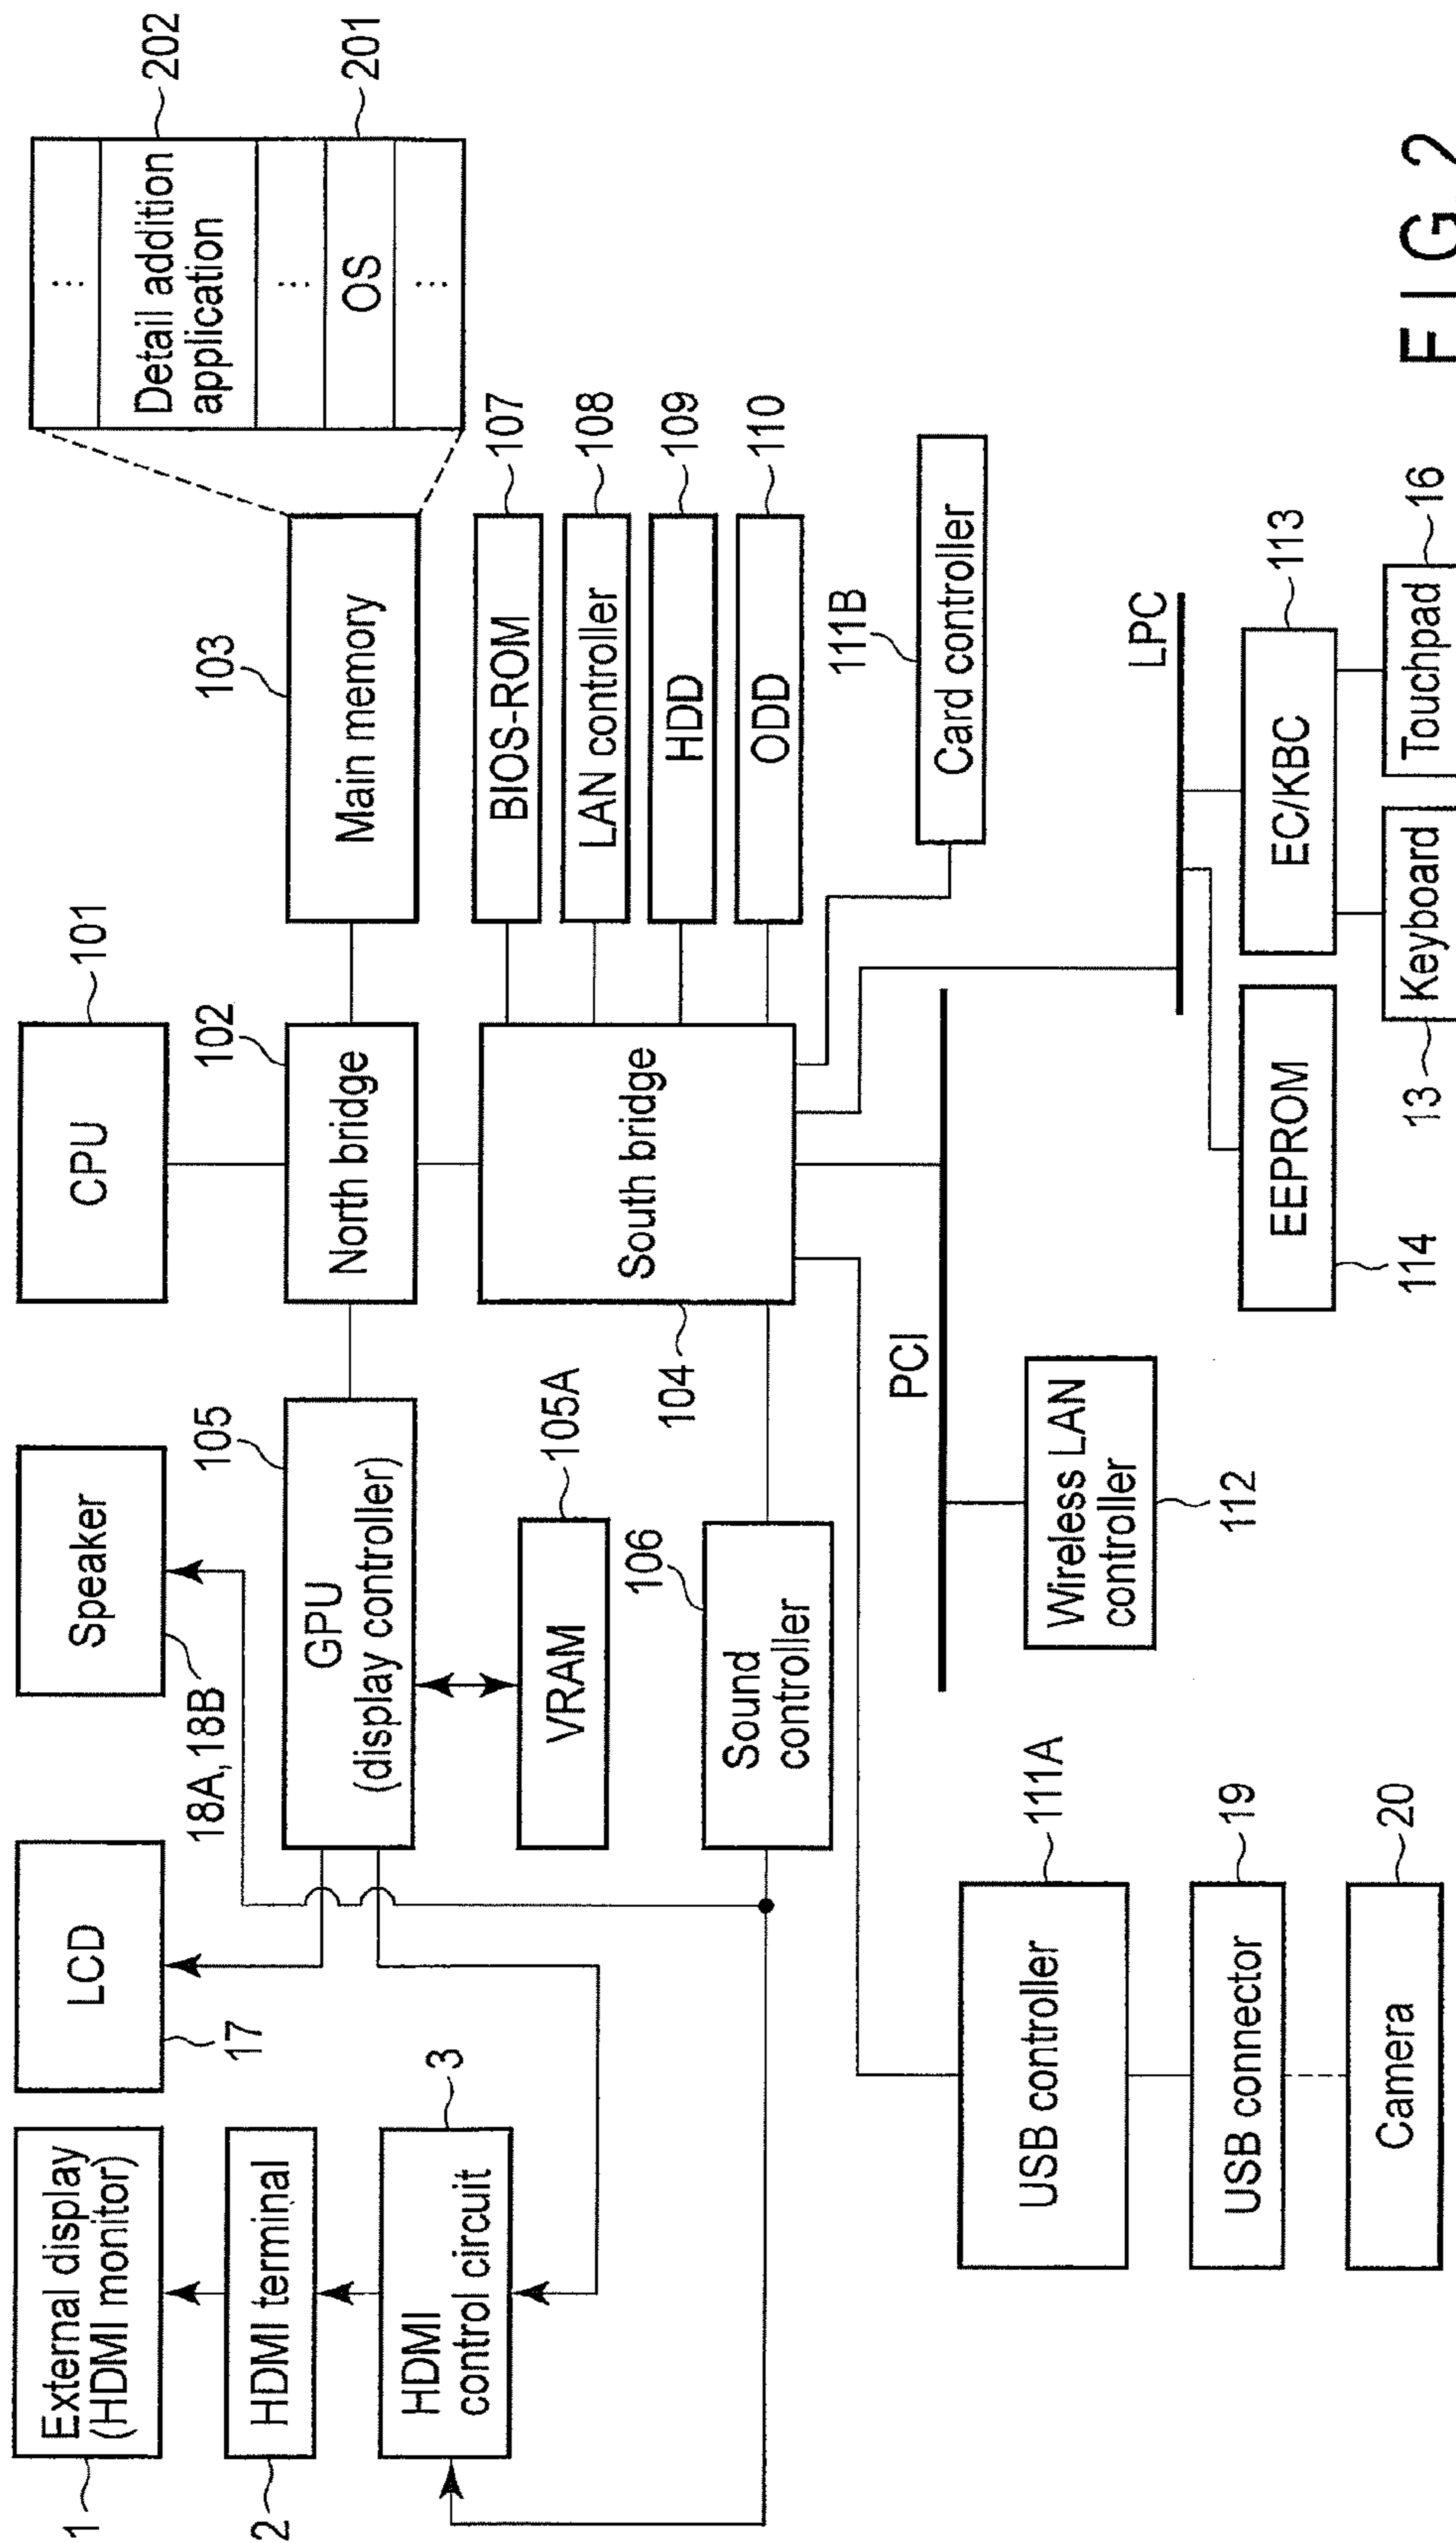 External display
(HDMI monitor)
1
HDMI terminal
2
HDMI
control circuit
3
LCD
17
Speaker
18A, 18B
GPU
(display controller)
105
VRAM
105A
Sound
controller
106
CPU
101
North bridge
102
Main memory
103
⋮
Detail addition
application
202
⋮
OS
201
⋮
South bridge
104
BIOS-ROM
107
LAN controller
108
HDD
109
ODD
110
111B
Card controller
USB controller
111A
USB connector
19
Camera
20
PCI
Wireless LAN
controller
112
LPC
EEPROM
114
EC/KBC
113
Keyboard
13
Touchpad
16
FIG 2